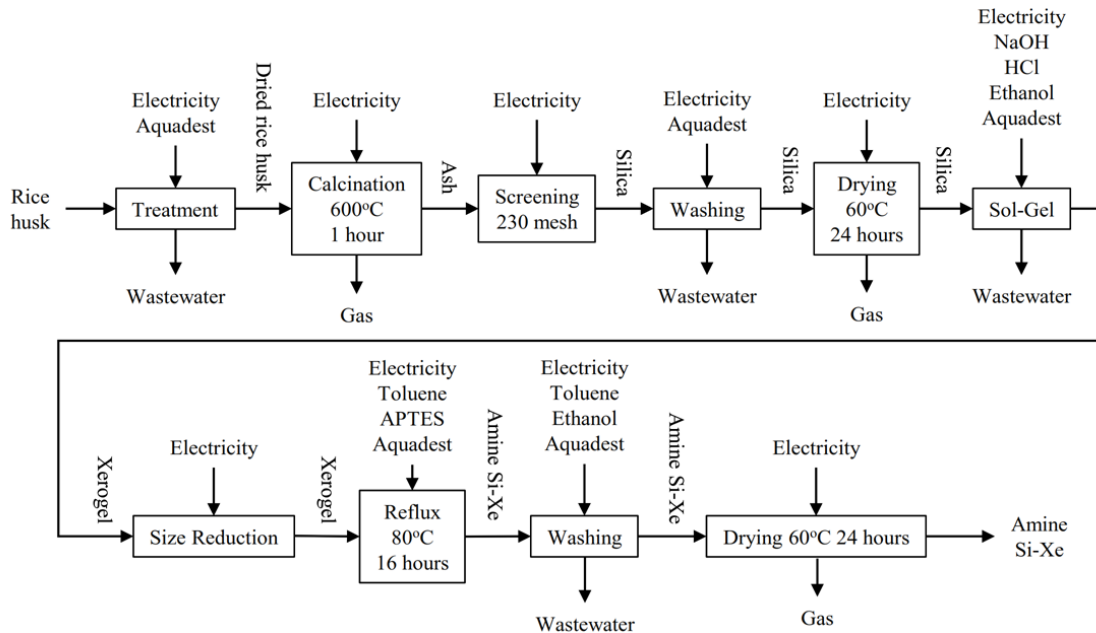 Electricity
Aquadest
Dried rice husk
Electricity
Electricity
Electricity
Aquadest
Electricity
Electricity
NaOH
HCl
Ethanol
Aquadest
Rice
husk
Treatment
Calcination
600°C
1 hour
Ash
Screening
230 mesh
Silica
Washing
Silica
Drying
60°C
24 hours
Silica
Sol-Gel
Wastewater
Gas
Wastewater
Gas
Wastewater
Xerogel
Electricity
Size Reduction
Xerogel
Electricity
Toluene
APTES
Aquadest
Reflux
80°C
16 hours
Amine Si-Xe
Electricity
Toluene
Ethanol
Aquadest
Washing
Wastewater
Amine Si-Xe
Electricity
Drying 60°C 24 hours
Gas
Amine
Si-Xe